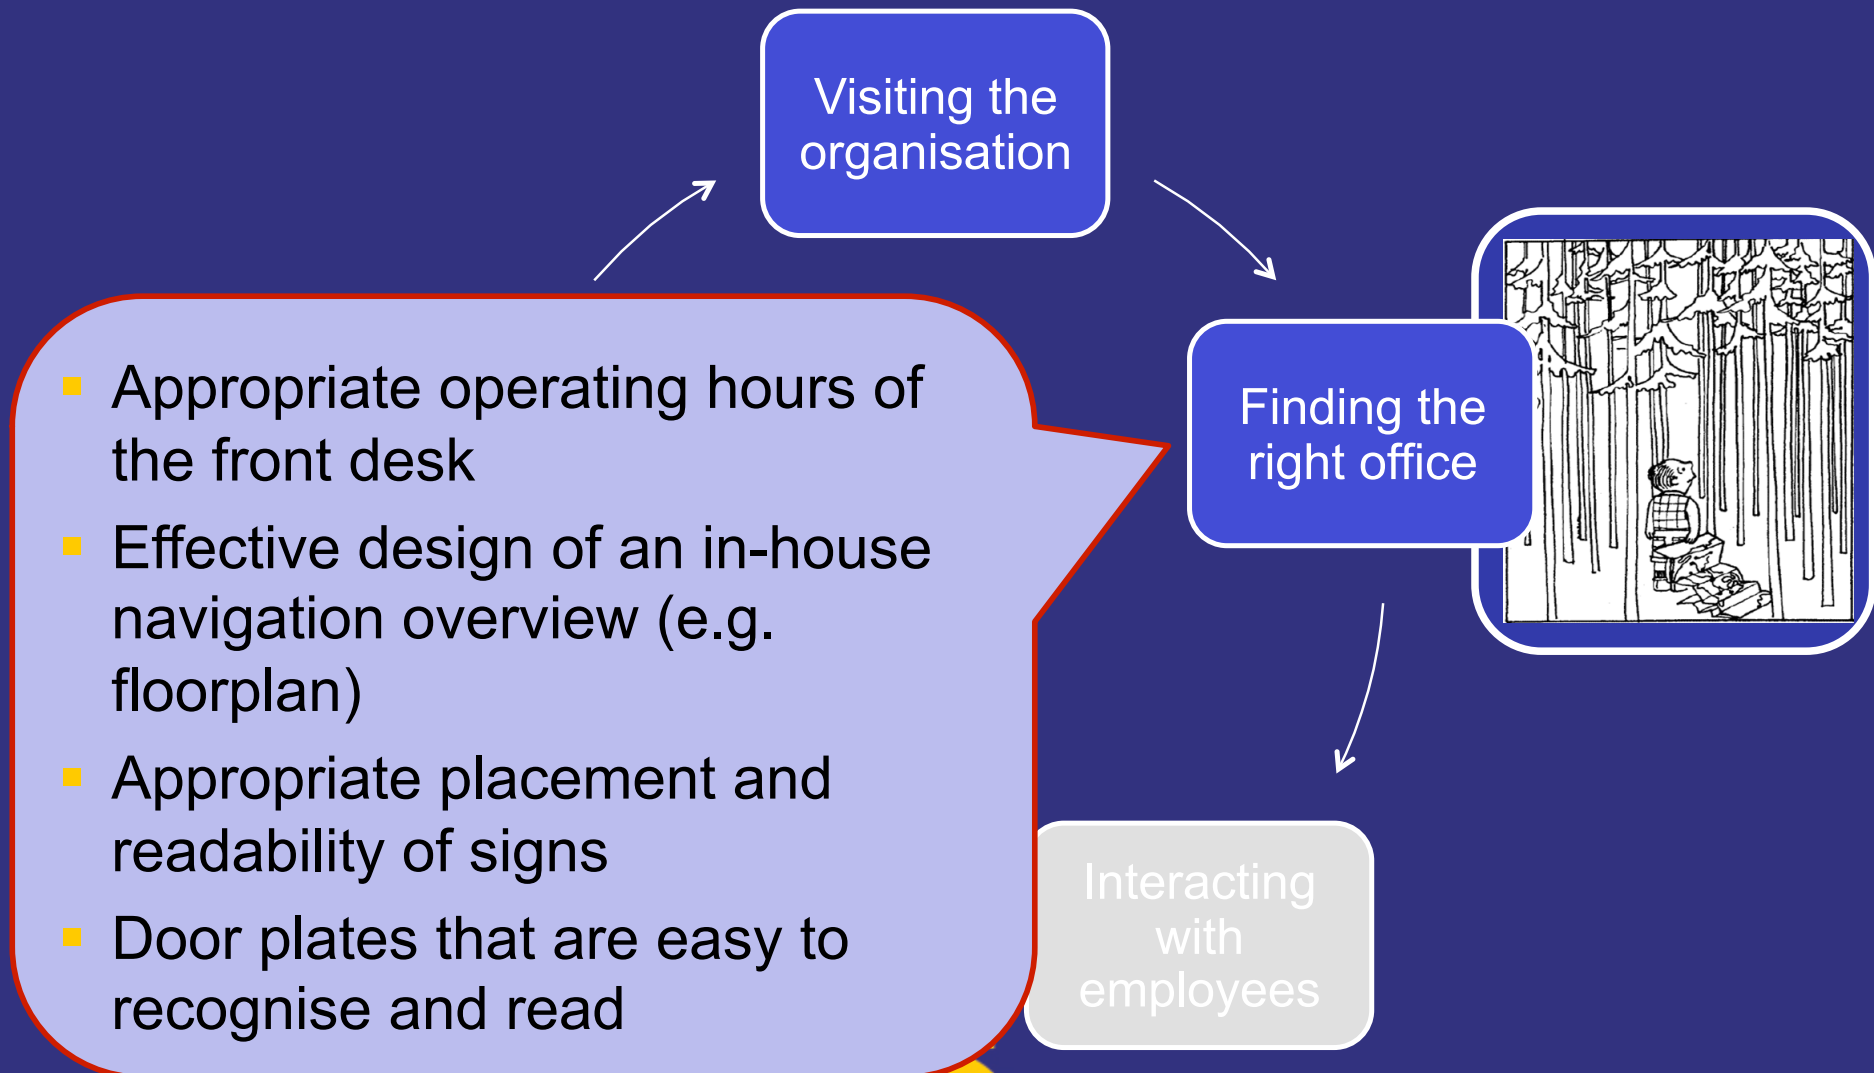 Visiting the
organisation
Appropriate operating hours of
the front desk
Effective design of an in-house
navigation overview (e.g.
floorplan)
Appropriate placement and
readability of signs
Door plates that are easy to
recognise and read
Finding the
right office
Interacting
with
employees